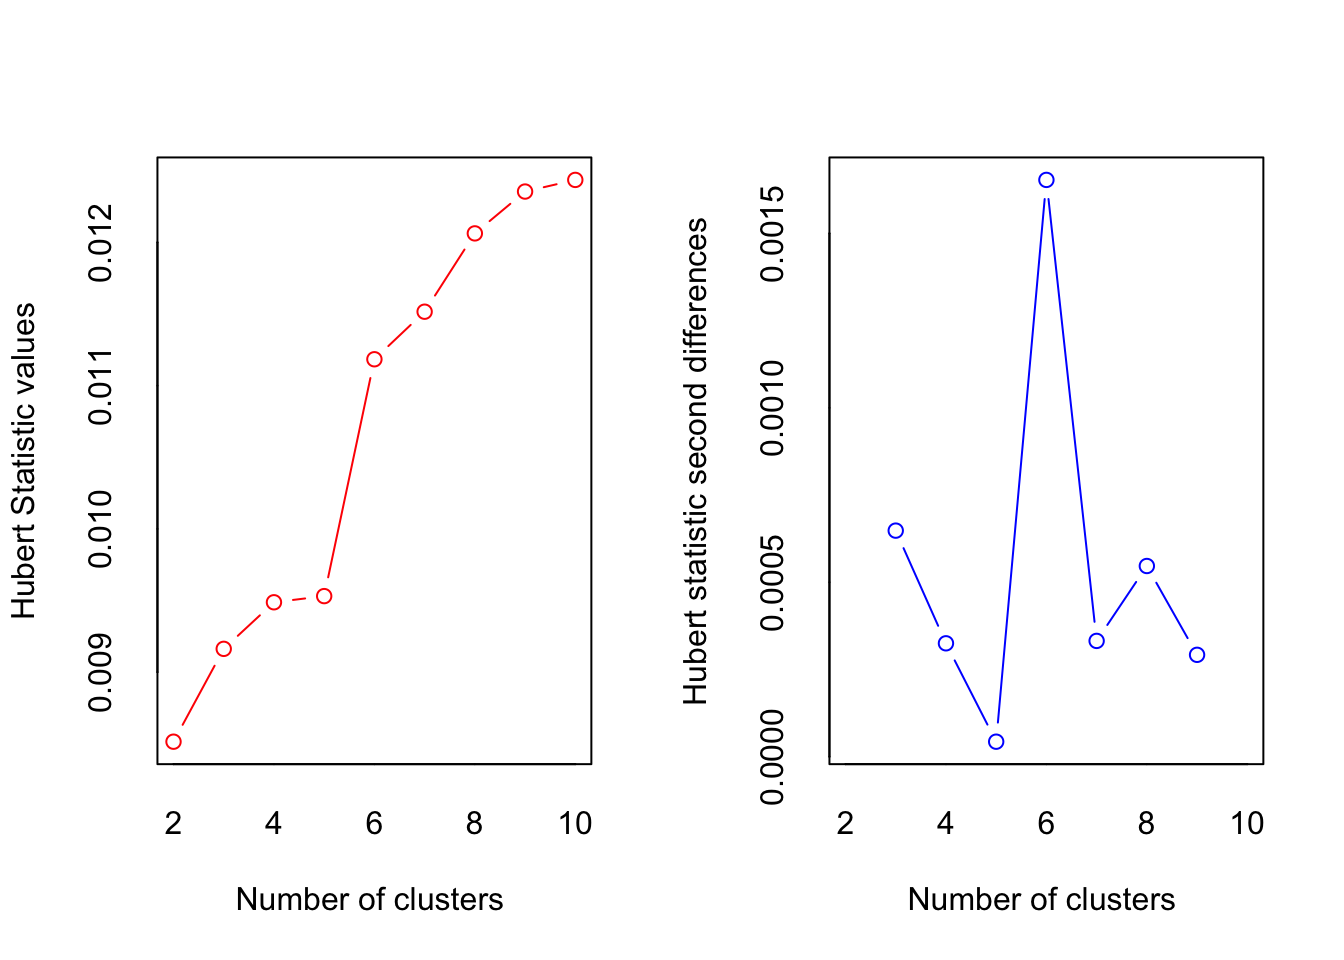 Hubert Statistic values
0.009 0.010 0.011 0.012
2 4 6 8 10
Number of clusters
Hubert statistic second differences
0.0000 0.0005 0.0010 0.0015
2 4 6 8 10
Number of clusters